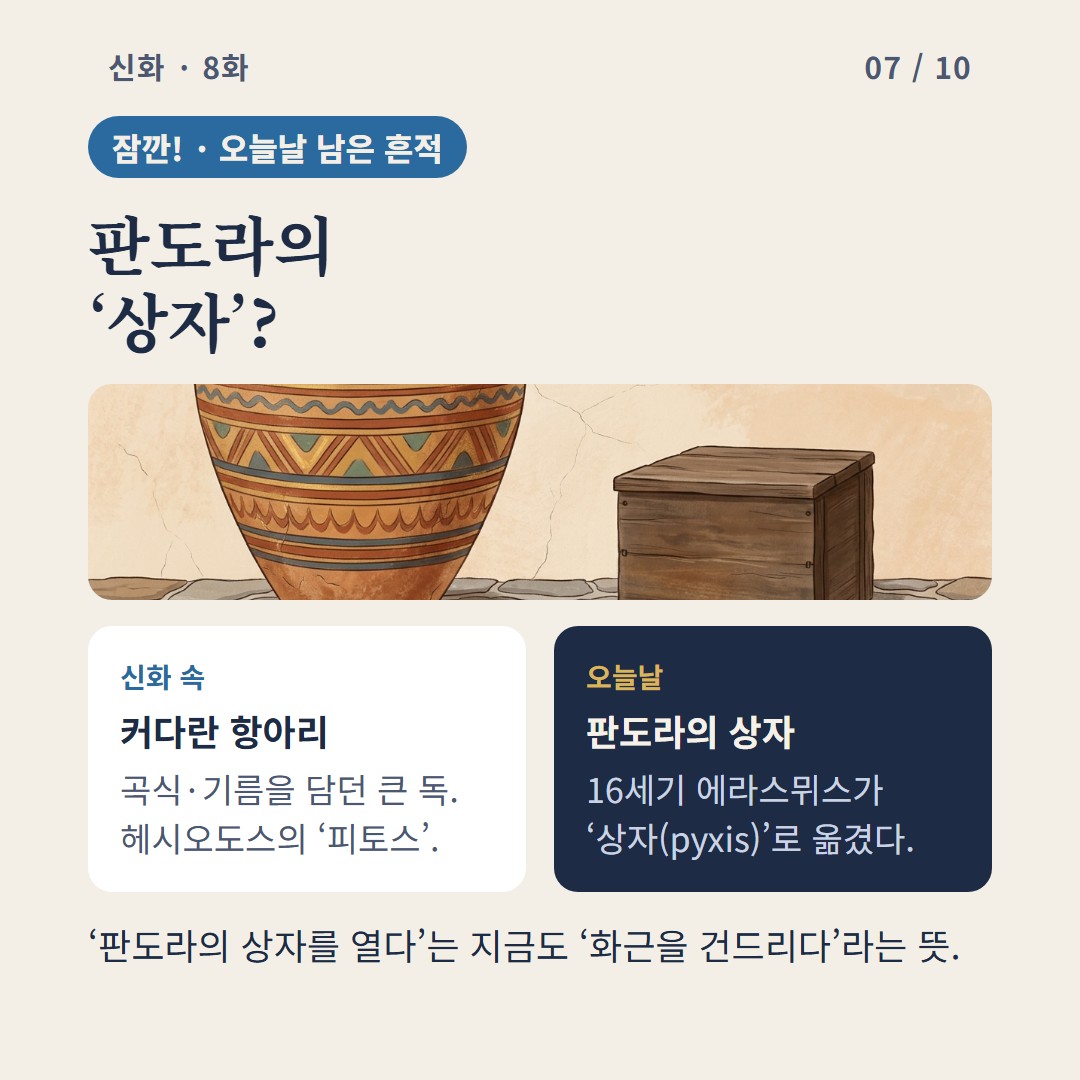 신화 · 8화
07 / 10
잠깐! · 오늘날 남은 흔적
판도라의
‘상자’?
신화 속
커다란 항아리
곡식·기름을 담던 큰 독.
헤시오도스의 ‘피토스’.
오늘날
판도라의 상자
16세기 에라스뮈스가
‘상자(pyxis)’로 옮겼다.
‘판도라의 상자를 열다’는 지금도 ‘화근을 건드리다’라는 뜻.